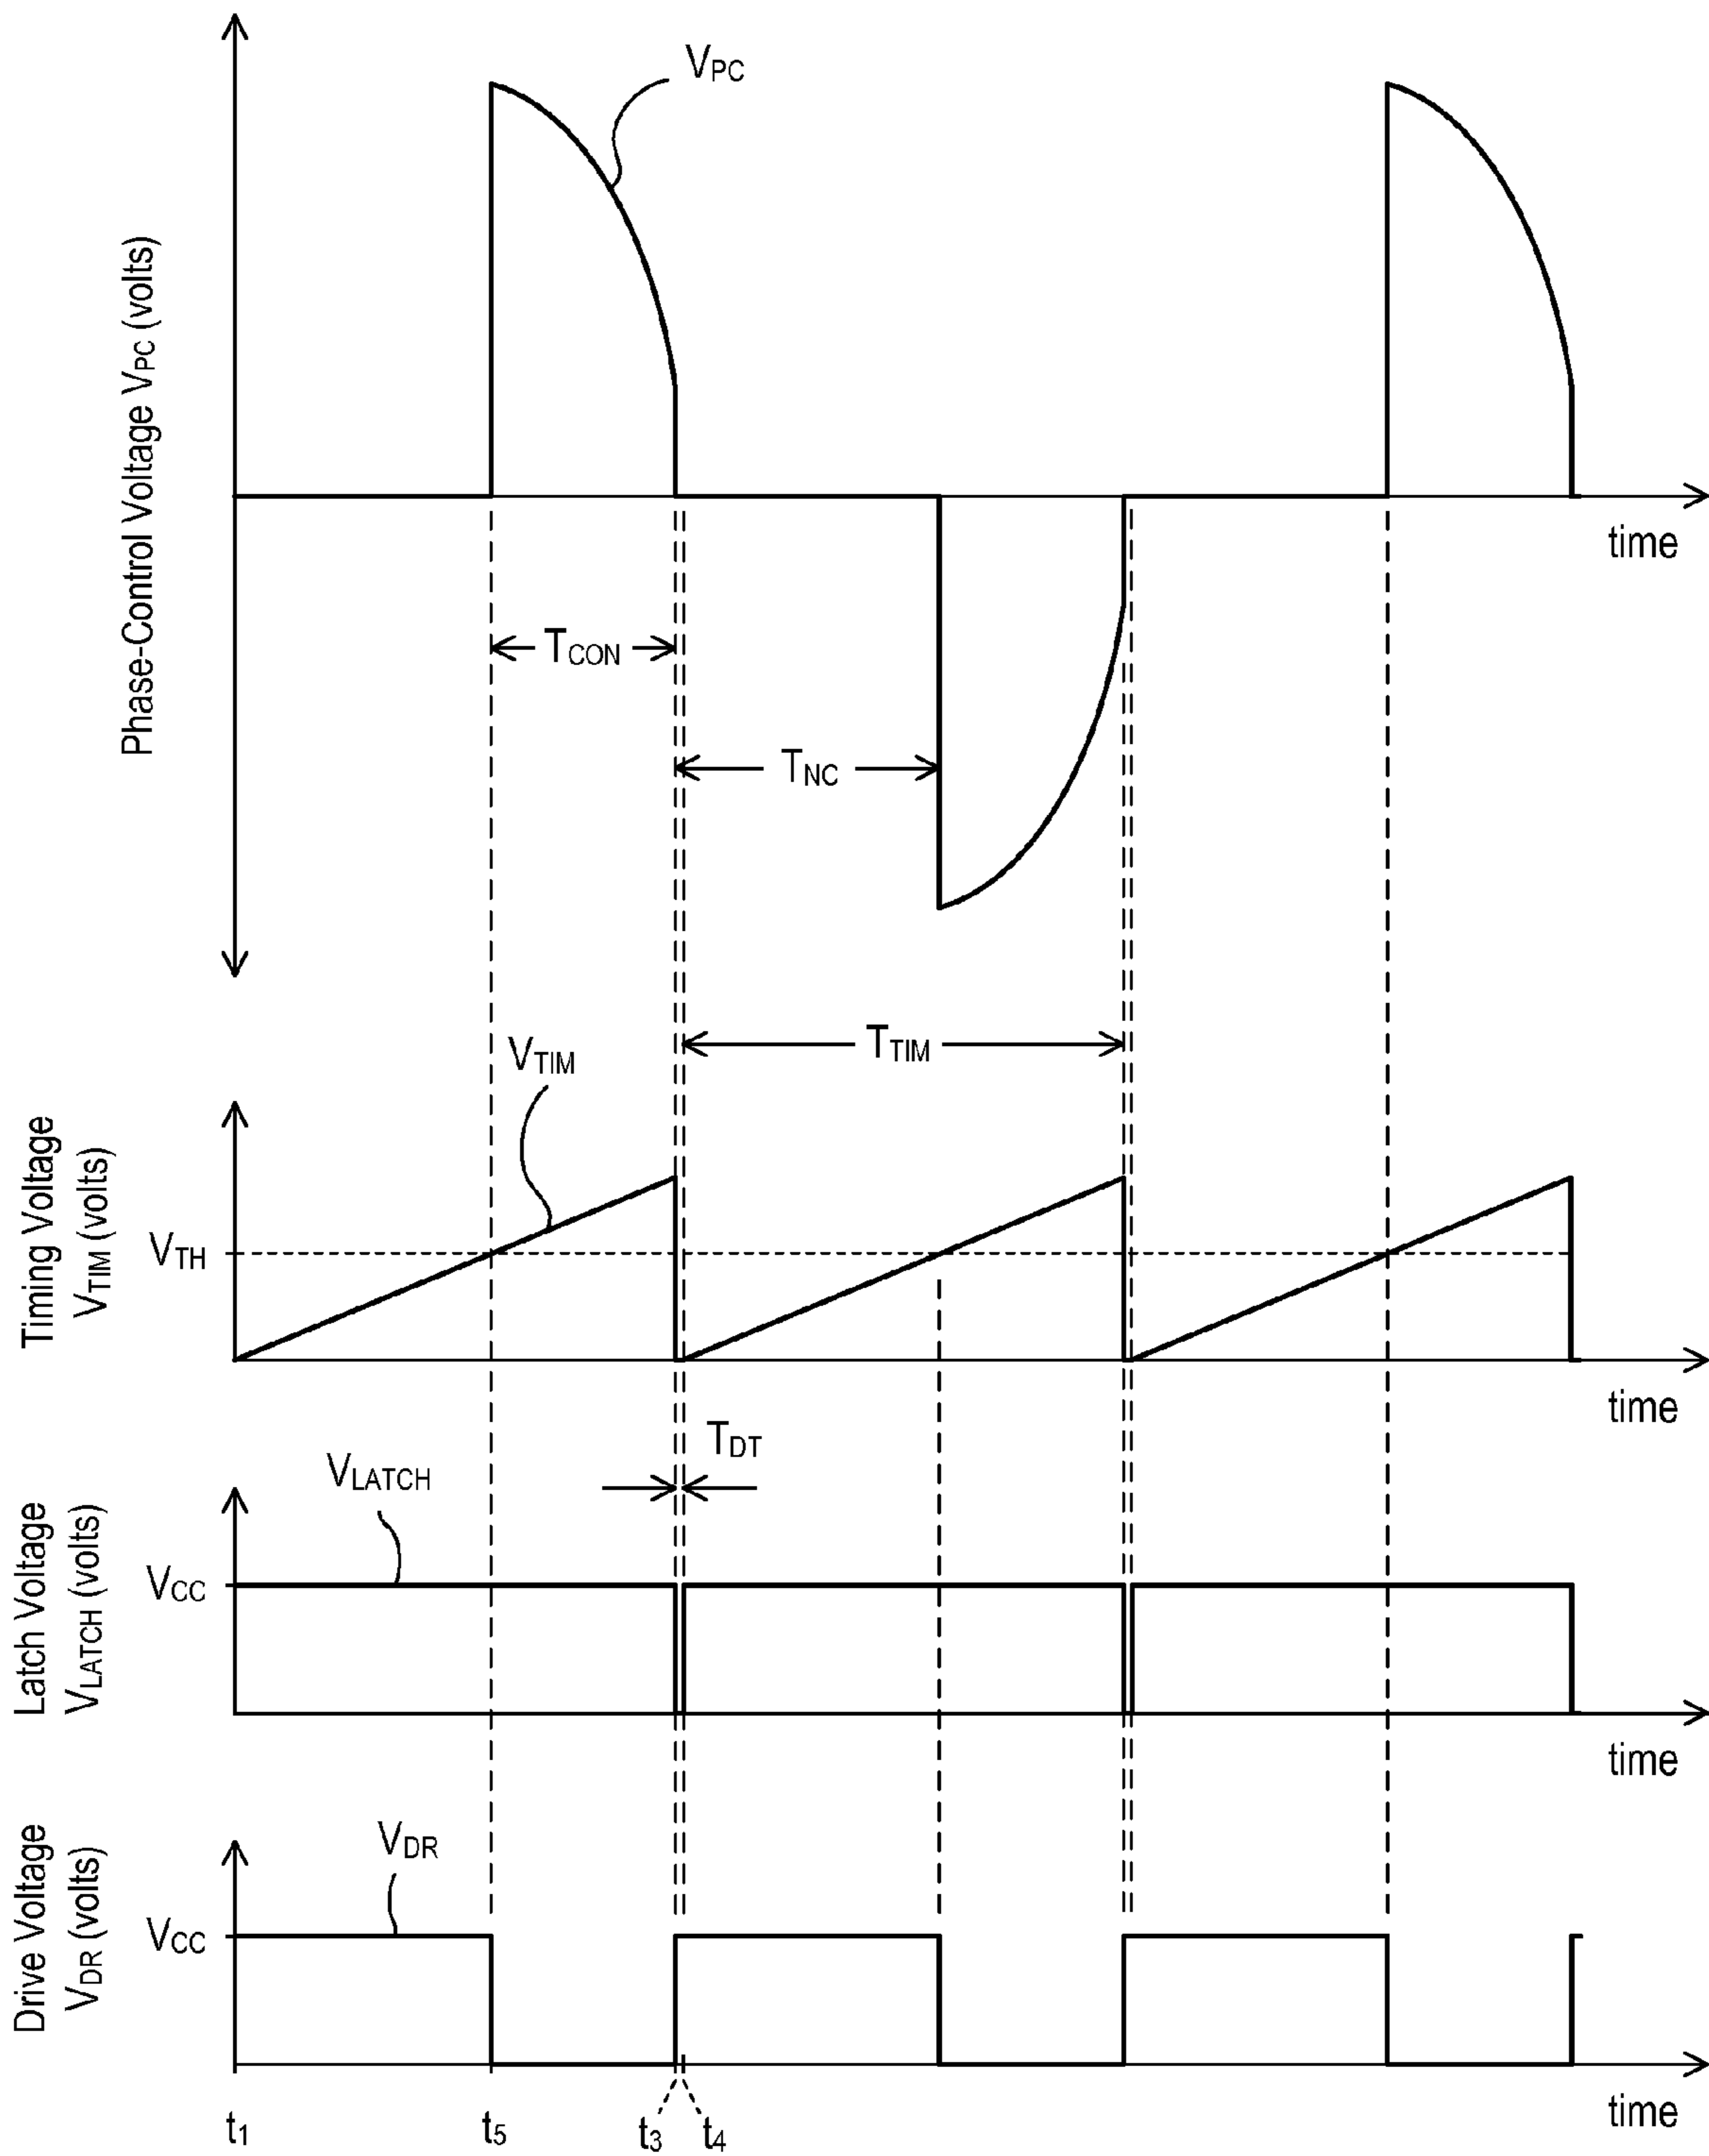 Phase-Control Voltage VPC (volts)
VPC
time
TCON
TNC
TTIM
VTIM
Timing Voltage
VTIM (volts)
VTH
time
TDT
VLATCH
Latch Voltage
VLATCH (volts)
VCC
time
VDR
Drive Voltage
VDR (volts)
VCC
time
t1
t5
t3
t4